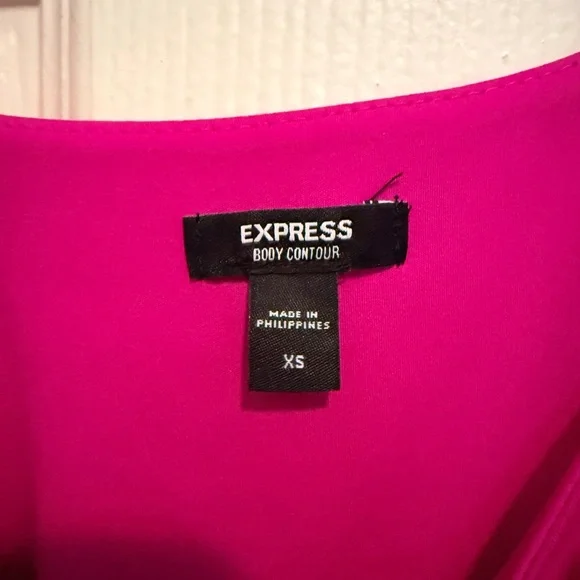 EXPRESS
BODY CONTOUR
MADE IN
PHILIPPINES
XS